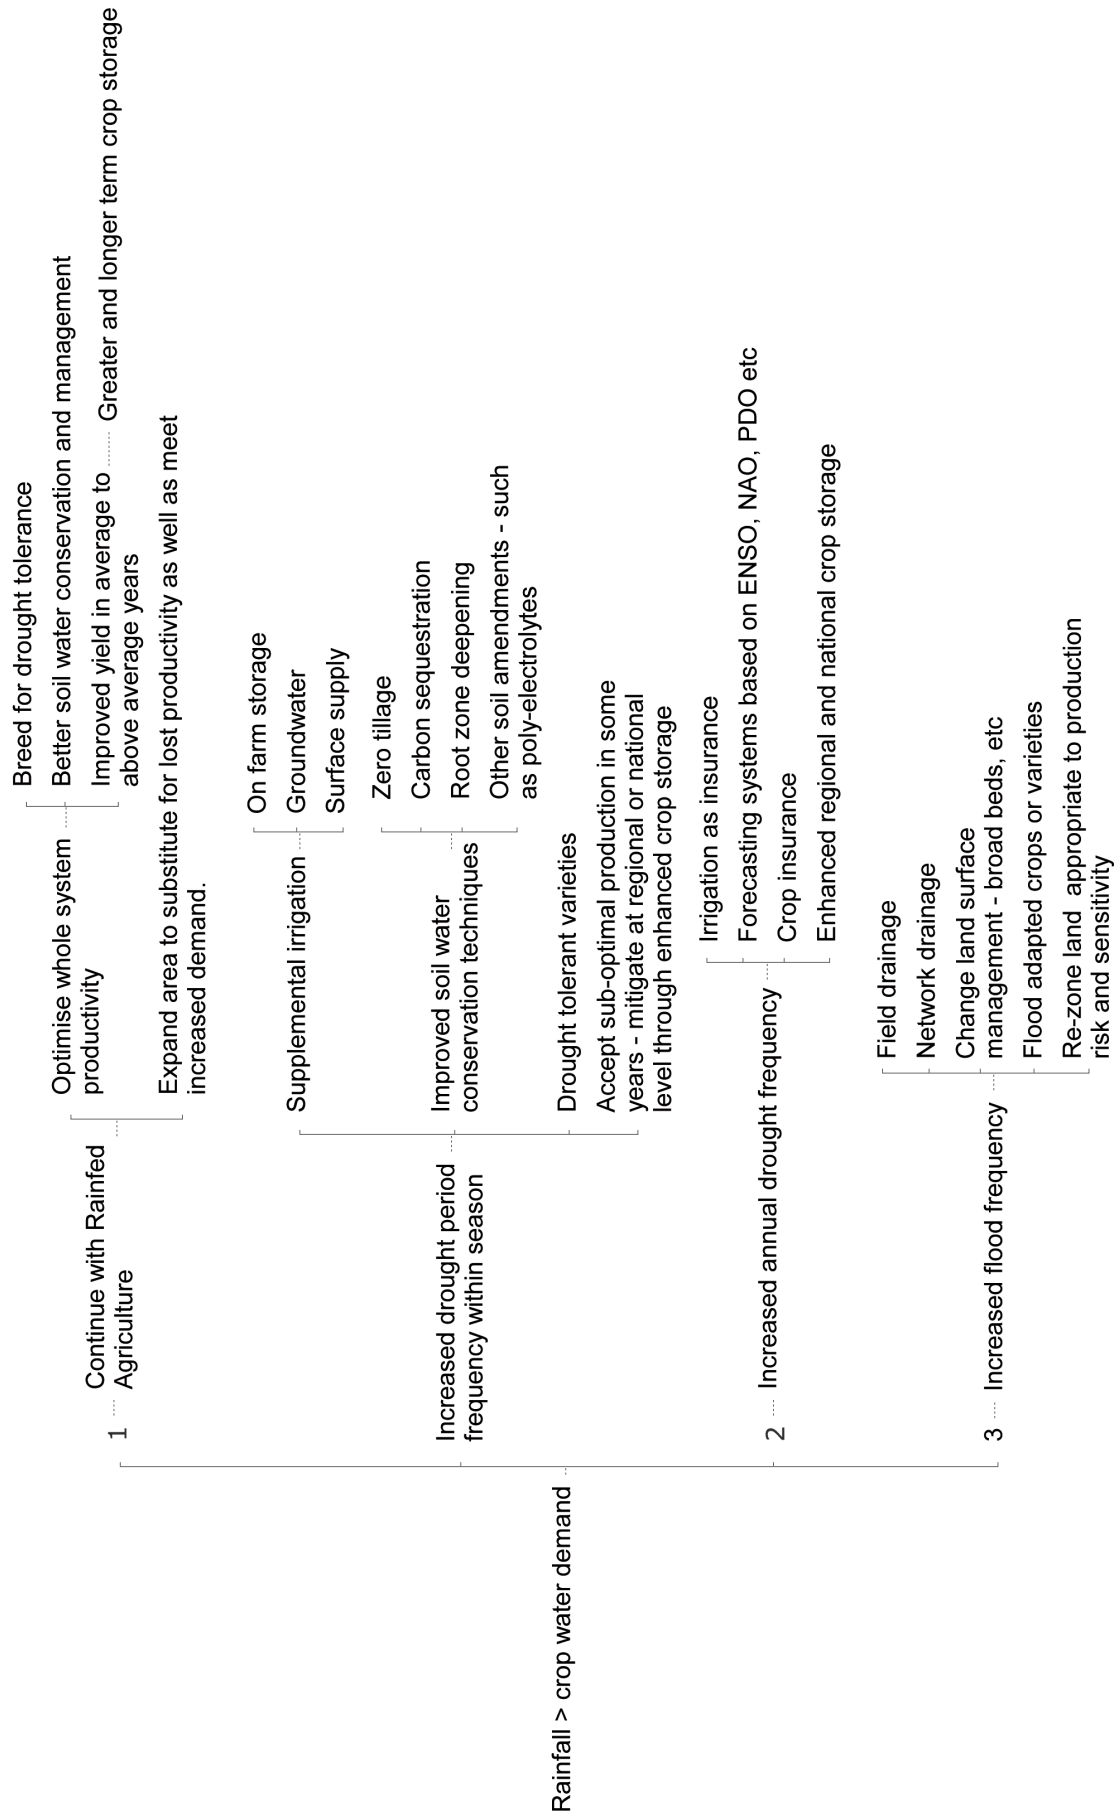 Rainfall > crop water demand
1
Continue with Rainfed
Agriculture
Optimise whole system
productivity
Breed for drought tolerance
Better soil water conservation and management
Improved yield in average to
above average years
Greater and longer term crop storage
Expand area to substitute for lost productivity as well as meet
increased demand.
Increased drought period
frequency within season
Supplemental irrigation
On farm storage
Groundwater
Surface supply
Improved soil water
conservation techniques
Zero tillage
Carbon sequestration
Root zone deepening
Other soil amendments - such
as poly-electrolytes
Drought tolerant varieties
Accept sub-optimal production in some
years - mitigate at regional or national
level through enhanced crop storage
2
Increased annual drought frequency
Irrigation as insurance
Forecasting systems based on ENSO, NAO, PDO etc
Crop insurance
Enhanced regional and national crop storage
3
Increased flood frequency
Field drainage
Network drainage
Change land surface
management - broad beds, etc
Flood adapted crops or varieties
Re-zone land appropriate to production
risk and sensitivity